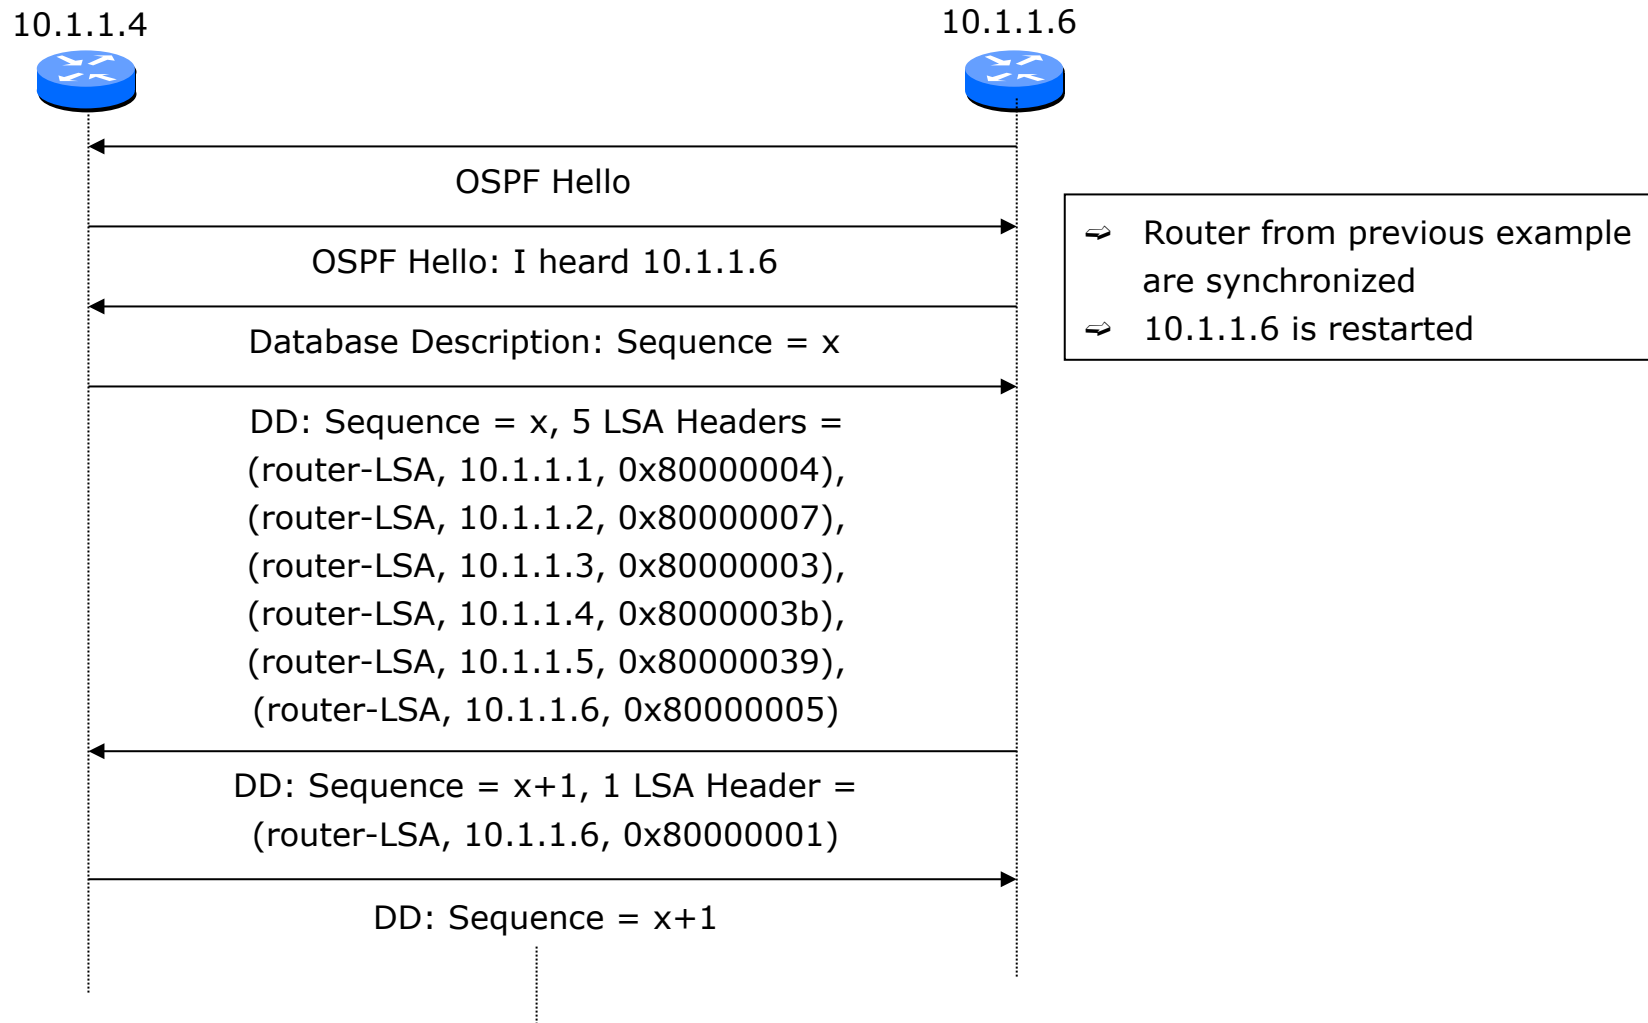 10.1.1.4
10.1.1.6
OSPF Hello
OSPF Hello: I heard 10.1.1.6
Database Description: Sequence = x
DD: Sequence = x, 5 LSA Headers =
(router-LSA, 10.1.1.1, 0x80000004),
(router-LSA, 10.1.1.2, 0x80000007),
(router-LSA, 10.1.1.3, 0x80000003),
(router-LSA, 10.1.1.4, 0x8000003b),
(router-LSA, 10.1.1.5, 0x80000039),
(router-LSA, 10.1.1.6, 0x80000005)
DD: Sequence = x+1, 1 LSA Header =
(router-LSA, 10.1.1.6, 0x80000001)
DD: Sequence = x+1
➫ Router from previous example
are synchronized
➫ 10.1.1.6 is restarted